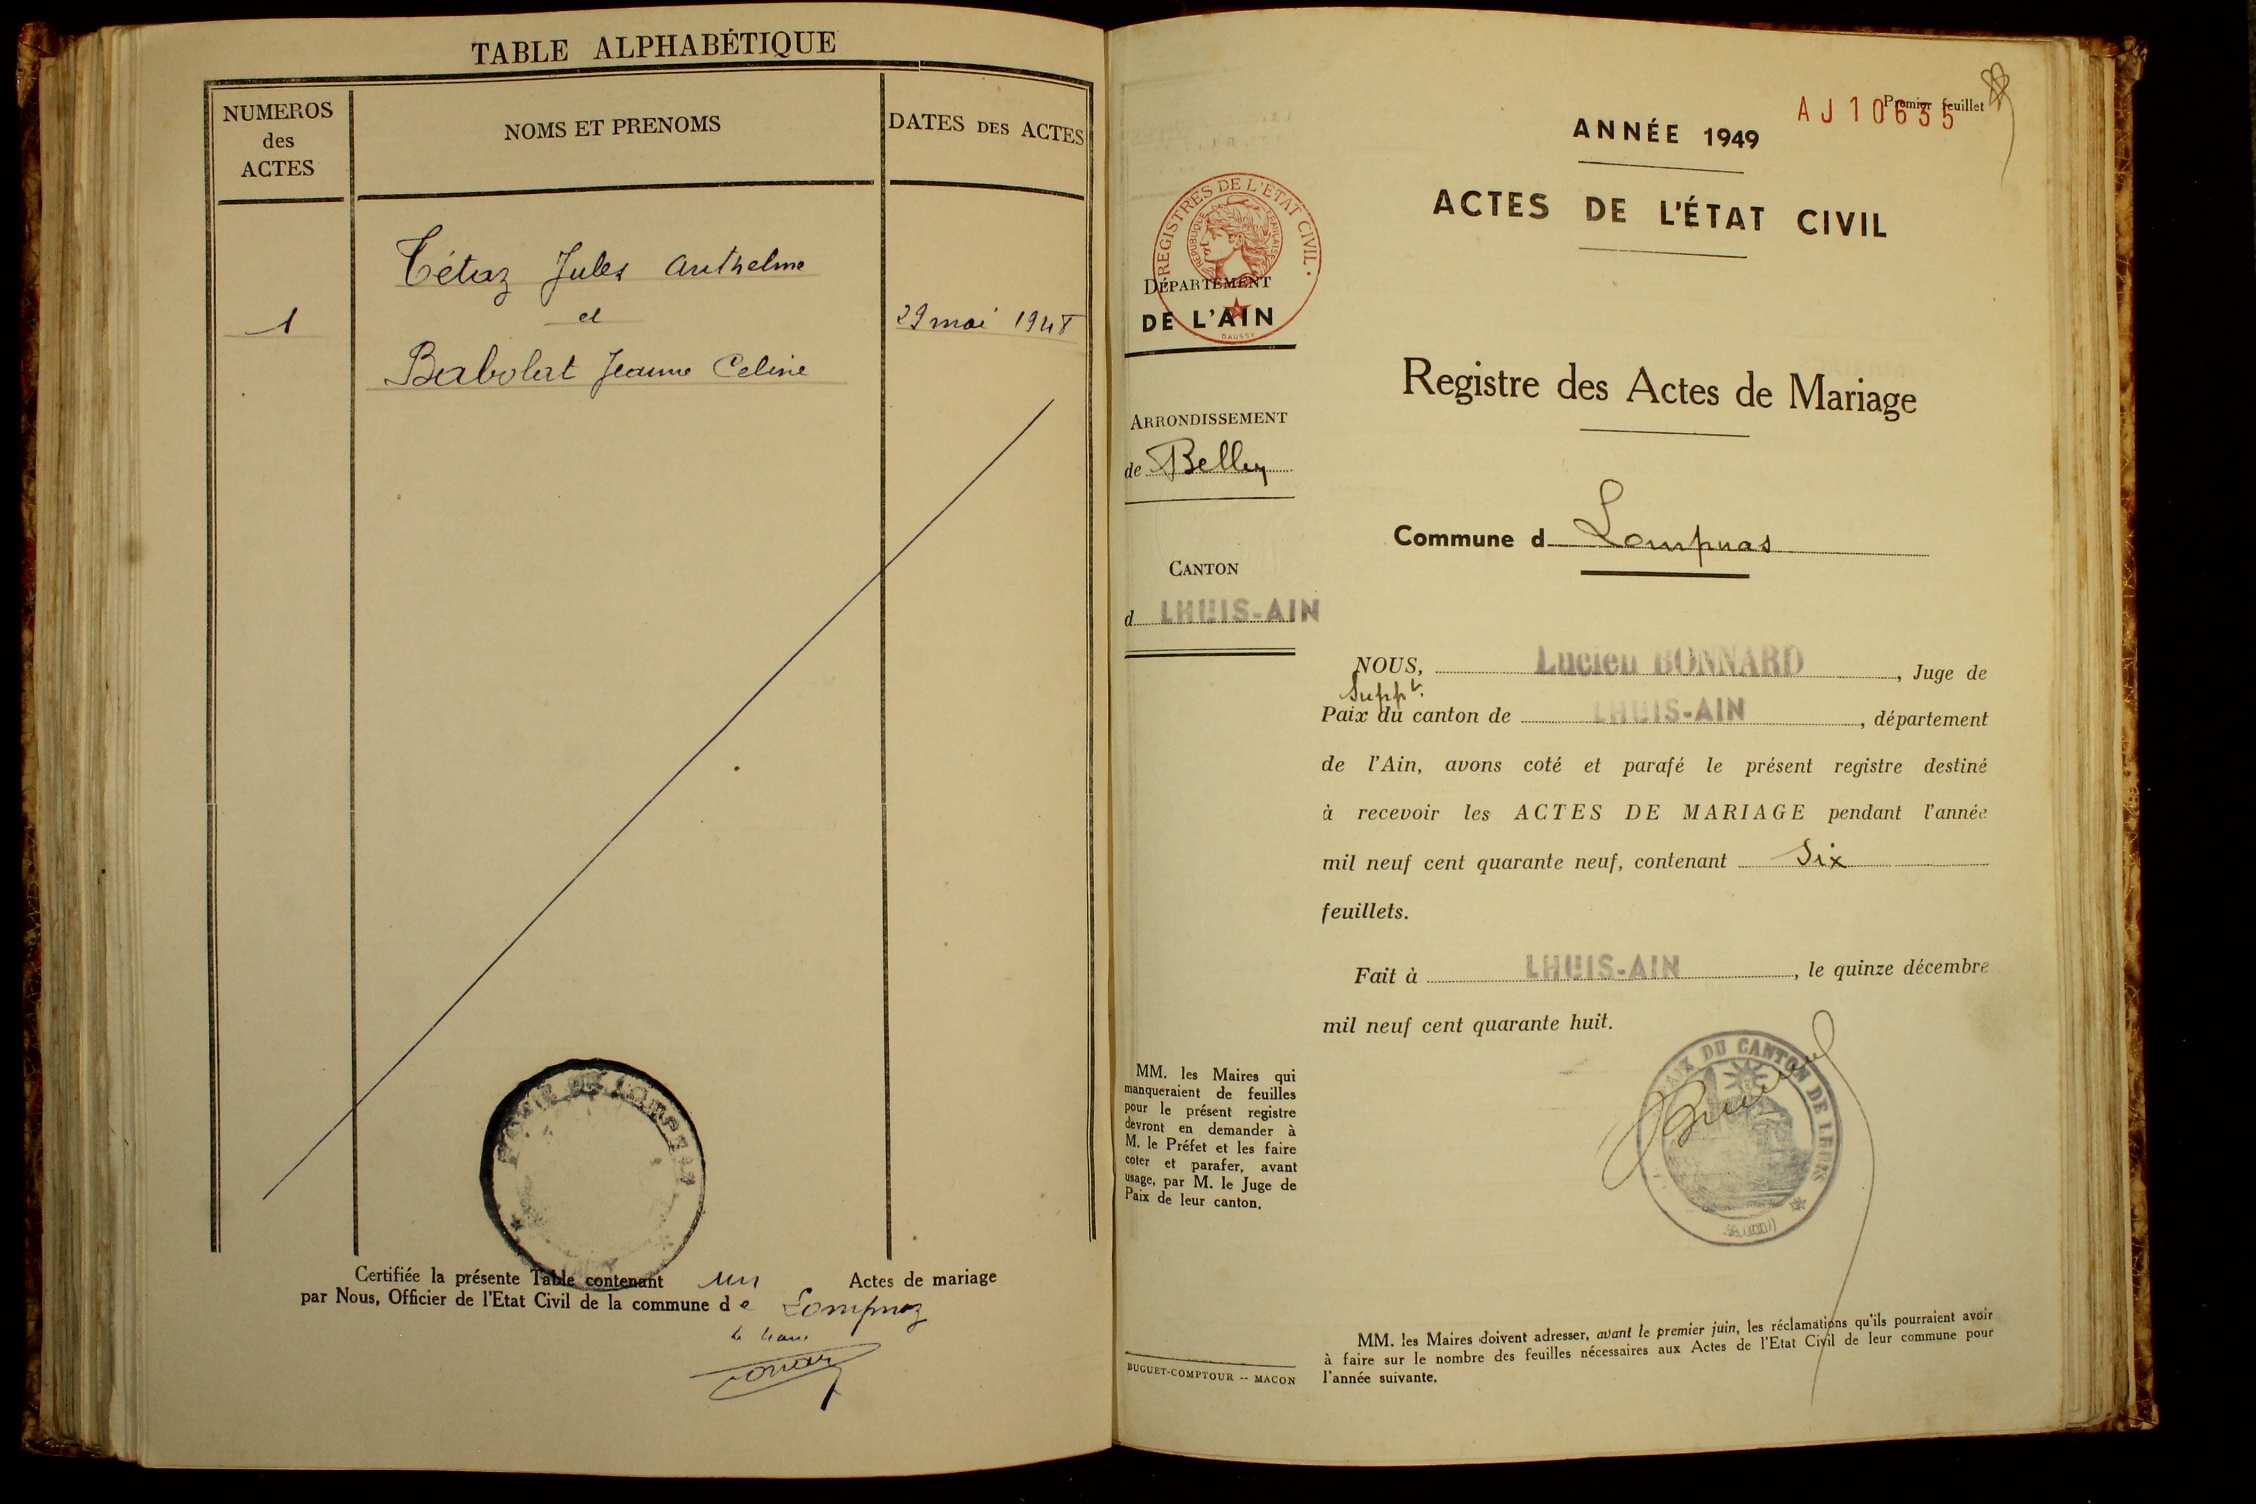 TABLE ALPHABÉTIQUE
NUMEROS
des
ACTES
NOMS ET PRENOMS
DATES DES ACTES
1
Tétaz Jules Anthelme
et
Babolat Jeanne Celine
29 mai 1948
Certifiée la présente Table contenant un Actes de mariage
par Nous, Officier de l'Etat Civil de la commune de Lompnaz
AJ10635
Premier feuillet
ANNÉE 1949
ACTES DE L'ÉTAT CIVIL
REGISTRES DE L'ETAT CIVIL
REPUBLIQUE FRANÇAISE
DÉPARTEMENT
DE L'AIN
ARRONDISSEMENT
de Belley
CANTON
d LHUIS-AIN
Registre des Actes de Mariage
Commune d Lompnas
NOUS, Lucien BONNARD, Juge de
Suppt.
Paix du canton de LHUIS-AIN, département
de l'Ain, avons coté et parafé le présent registre destiné
à recevoir les ACTES DE MARIAGE pendant l'année
mil neuf cent quarante neuf, contenant Six
feuillets.
Fait à LHUIS-AIN, le quinze décembre
mil neuf cent quarante huit.
PAIX DU CANTON DE LHUIS
MM. les Maires qui
manqueraient de feuilles
pour le présent registre
devront en demander à
M. le Préfet et les faire
coter et parafer, avant
usage, par M. le Juge de
Paix de leur canton.
BUGUET-COMPTOUR -- MACON
MM. les Maires doivent adresser, avant le premier juin, les réclamations qu'ils pourraient avoir
à faire sur le nombre des feuilles nécessaires aux Actes de l'Etat Civil de leur commune pour
l'année suivante.